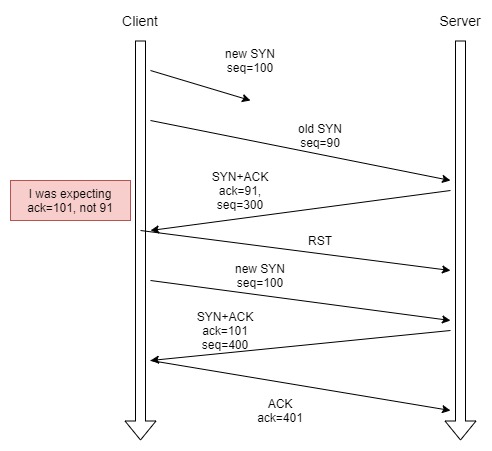 Client
Server
new SYN
seq=100
old SYN
seq=90
SYN+ACK
ack=91,
seq=300
I was expecting
ack=101, not 91
RST
new SYN
seq=100
SYN+ACK
ack=101
seq=400
ACK
ack=401